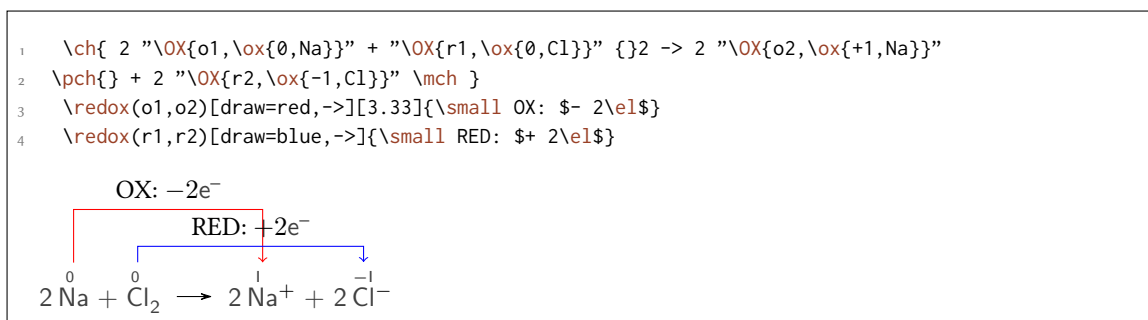 1 \ch{ 2 "\OX{o1,\ox{0,Na}}" + "\OX{r1,\ox{0,Cl}}" {}2 -> 2 "\OX{o2,\ox{+1,Na}}"
2 \pch{} + 2 "\OX{r2,\ox{-1,Cl}}" \mch }
3 \redox(o1,o2)[draw=red,->][3.33]{\small OX: $- 2\el$}
4 \redox(r1,r2)[draw=blue,->]{\small RED: $+ 2\el$}
OX: −2e⁻
RED: +2e⁻
0 0 I −I
2 Na + Cl₂ ⟶ 2 Na⁺ + 2 Cl⁻